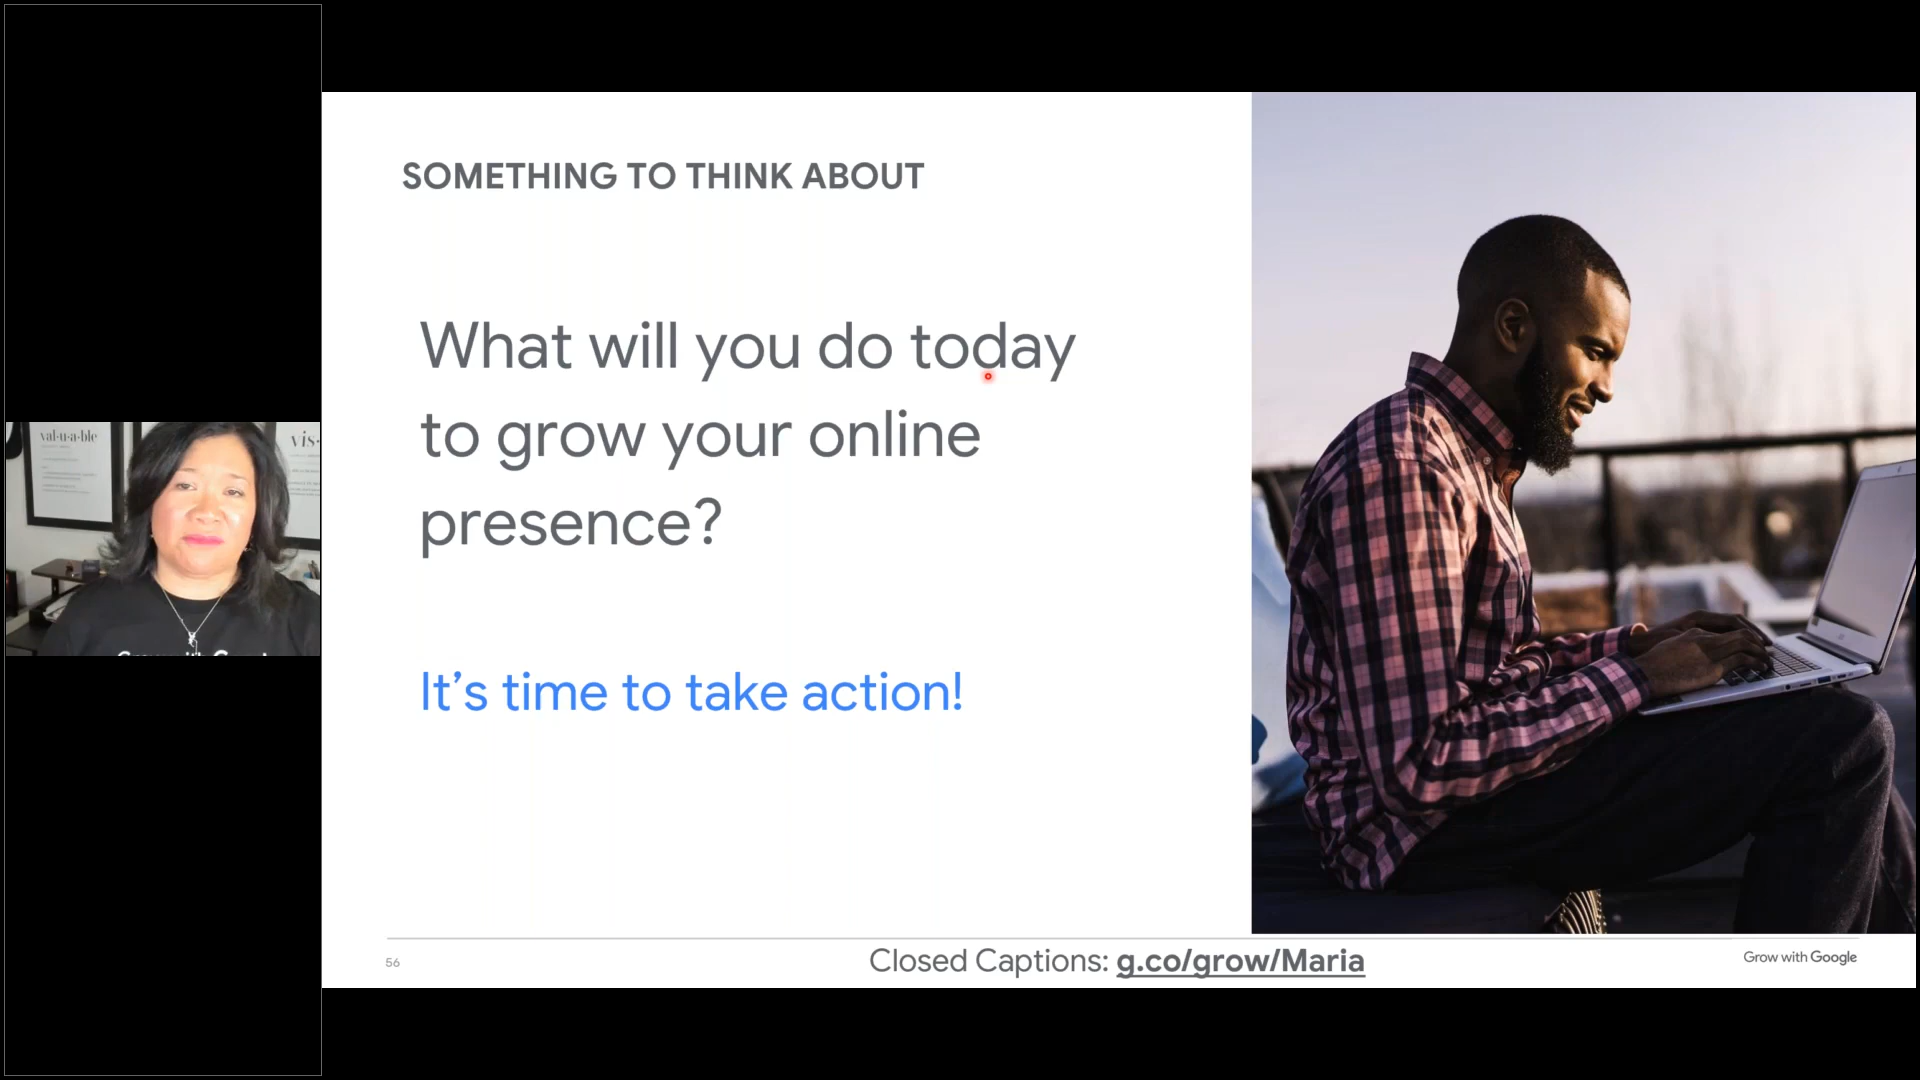 SOMETHING TO THINK ABOUT
What will you do today
to grow your online
presence?
It's time to take action!
56
Closed Captions: g.co/grow/Maria
Grow with Google
val·u·a·ble
vis-